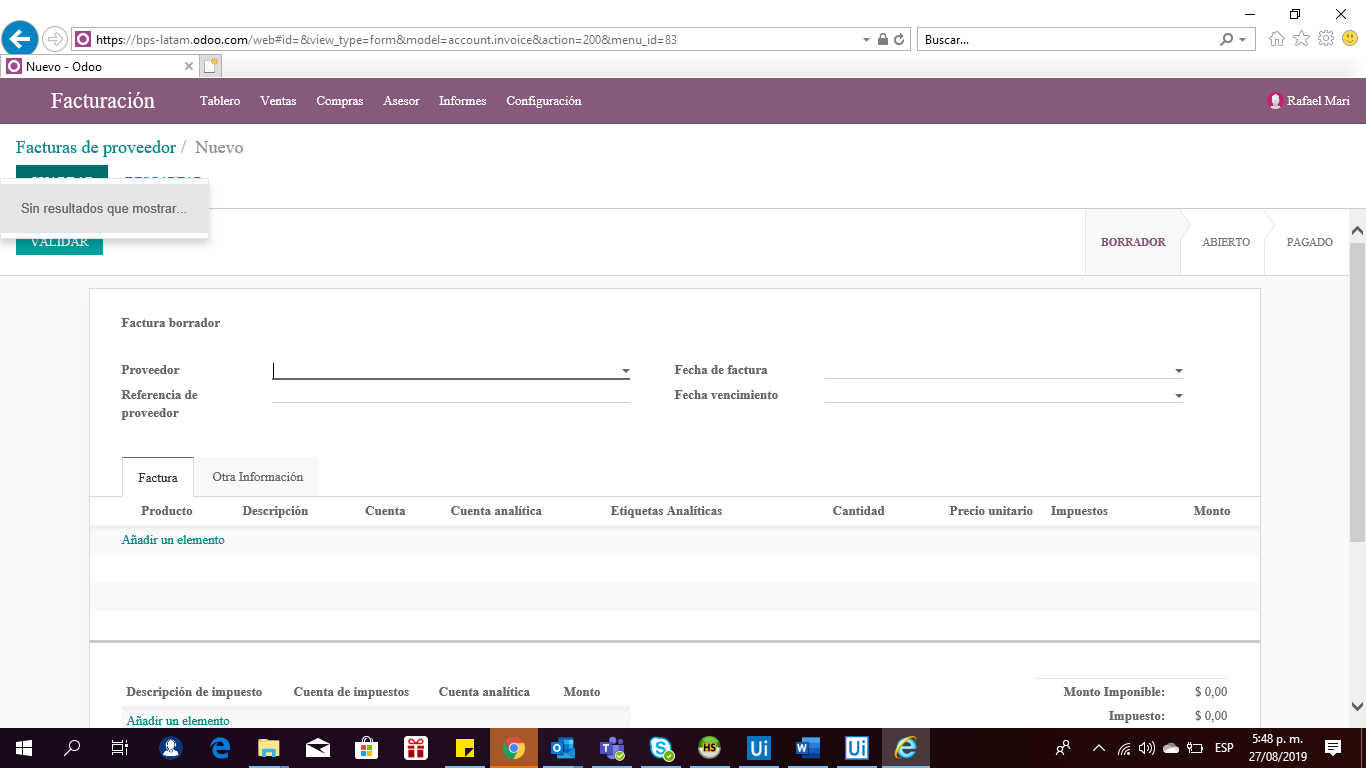 https://bps-latam.odoo.com/web#id=&view_type=form&model=account.invoice&action=200&menu_id=83
Buscar...
Nuevo - Odoo
Facturación
Tablero Ventas Compras Asesor Informes Configuración
Rafael Mari
Facturas de proveedor / Nuevo
Sin resultados que mostrar...
VALIDAR
BORRADOR ABIERTO PAGADO
Factura borrador
Proveedor
Fecha de factura
Referencia de proveedor
Fecha vencimiento
Factura Otra Información
Producto Descripción Cuenta Cuenta analítica Etiquetas Analíticas Cantidad Precio unitario Impuestos Monto
Añadir un elemento
Descripción de impuesto Cuenta de impuestos Cuenta analítica Monto
Monto Imponible: $ 0,00
Añadir un elemento
Impuesto: $ 0,00
HS
Ui
Ui
ESP
5:48 p. m.
27/08/2019